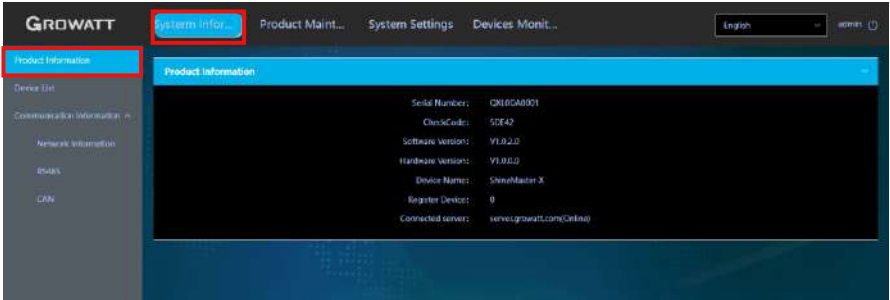 GROWATT
System Infor...
Product Maint...
System Settings
Devices Monit...
English
admin
Product Information
Device List
Communication Information
Network Information
RS485
CAN
Product Information
Serial Number: GXL0DA0001
CheckCode: 5DE42
Software Version: V1.0.2.0
Hardware Version: V1.0.0.0
Device Name: ShineMaster-X
Register Device: 0
Connected server: server.growatt.com(Online)